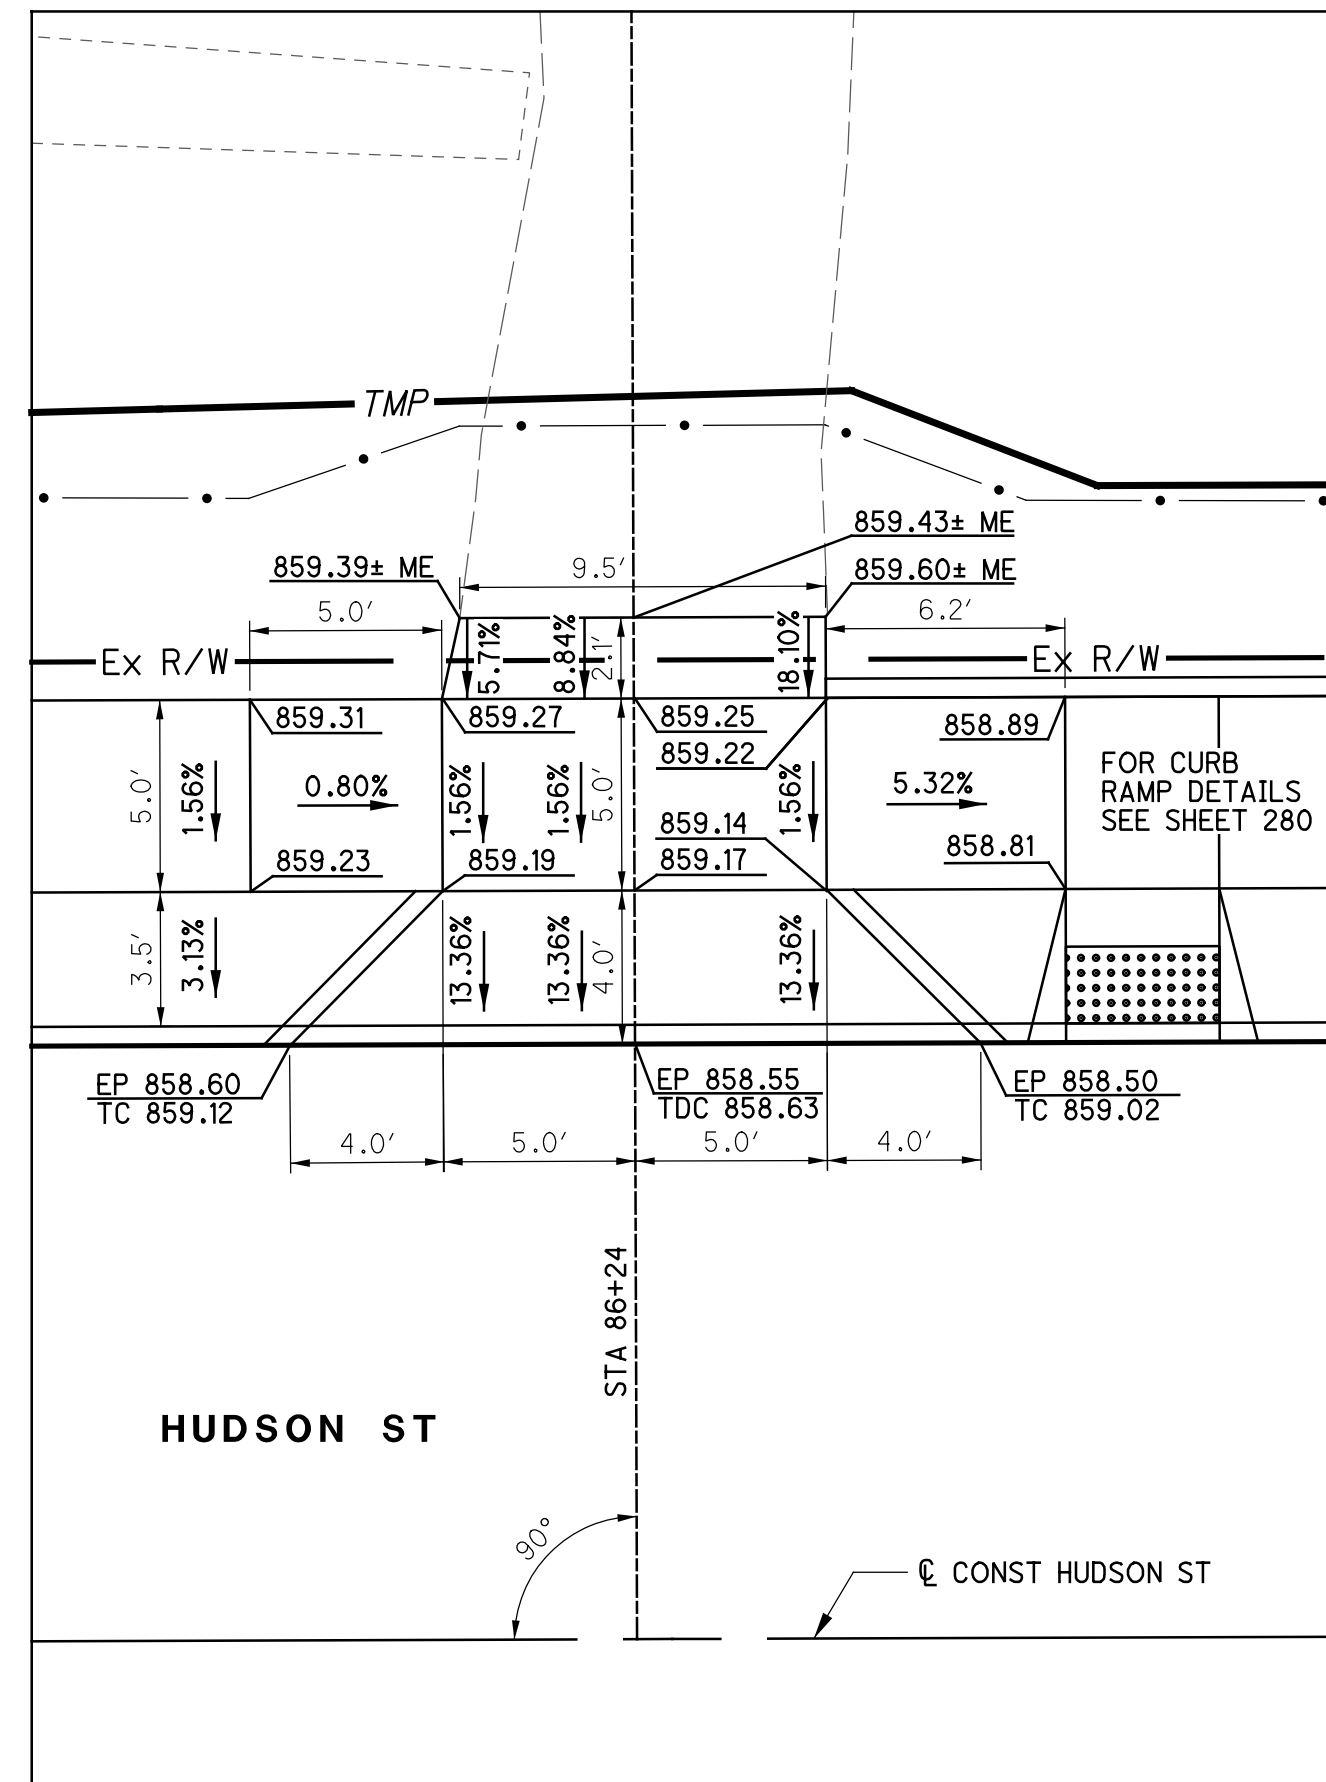 TMP
859.43± ME
859.39± ME
9.5′
859.60± ME
5.0′
6.2′
5.71%
8.84%
2.1′
18.10%
Ex R/W
Ex R/W
859.31
859.27
859.25
858.89
859.22
5.0′
1.56%
0.80%
1.56%
1.56%
5.0′
1.56%
5.32%
FOR CURB
RAMP DETAILS
SEE SHEET 280
859.14
859.23
859.19
859.17
858.81
3.5′
3.13%
13.36%
13.36%
4.0′
13.36%
EP 858.60
TC 859.12
EP 858.55
TDC 858.63
EP 858.50
TC 859.02
4.0′
5.0′
5.0′
4.0′
STA 86+24
HUDSON ST
90°
℄ CONST HUDSON ST